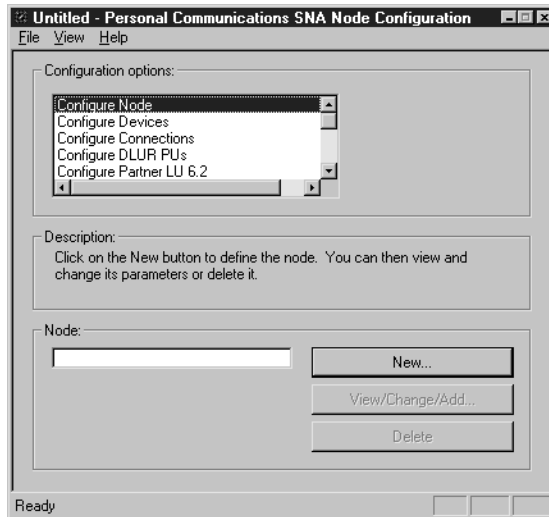 Untitled - Personal Communications SNA Node Configuration
File View Help
Configuration options:
Configure Node
Configure Devices
Configure Connections
Configure DLUR PUs
Configure Partner LU 6.2
Description:
Click on the New button to define the node. You can then view and
change its parameters or delete it.
Node:
New...
View/Change/Add...
Delete
Ready